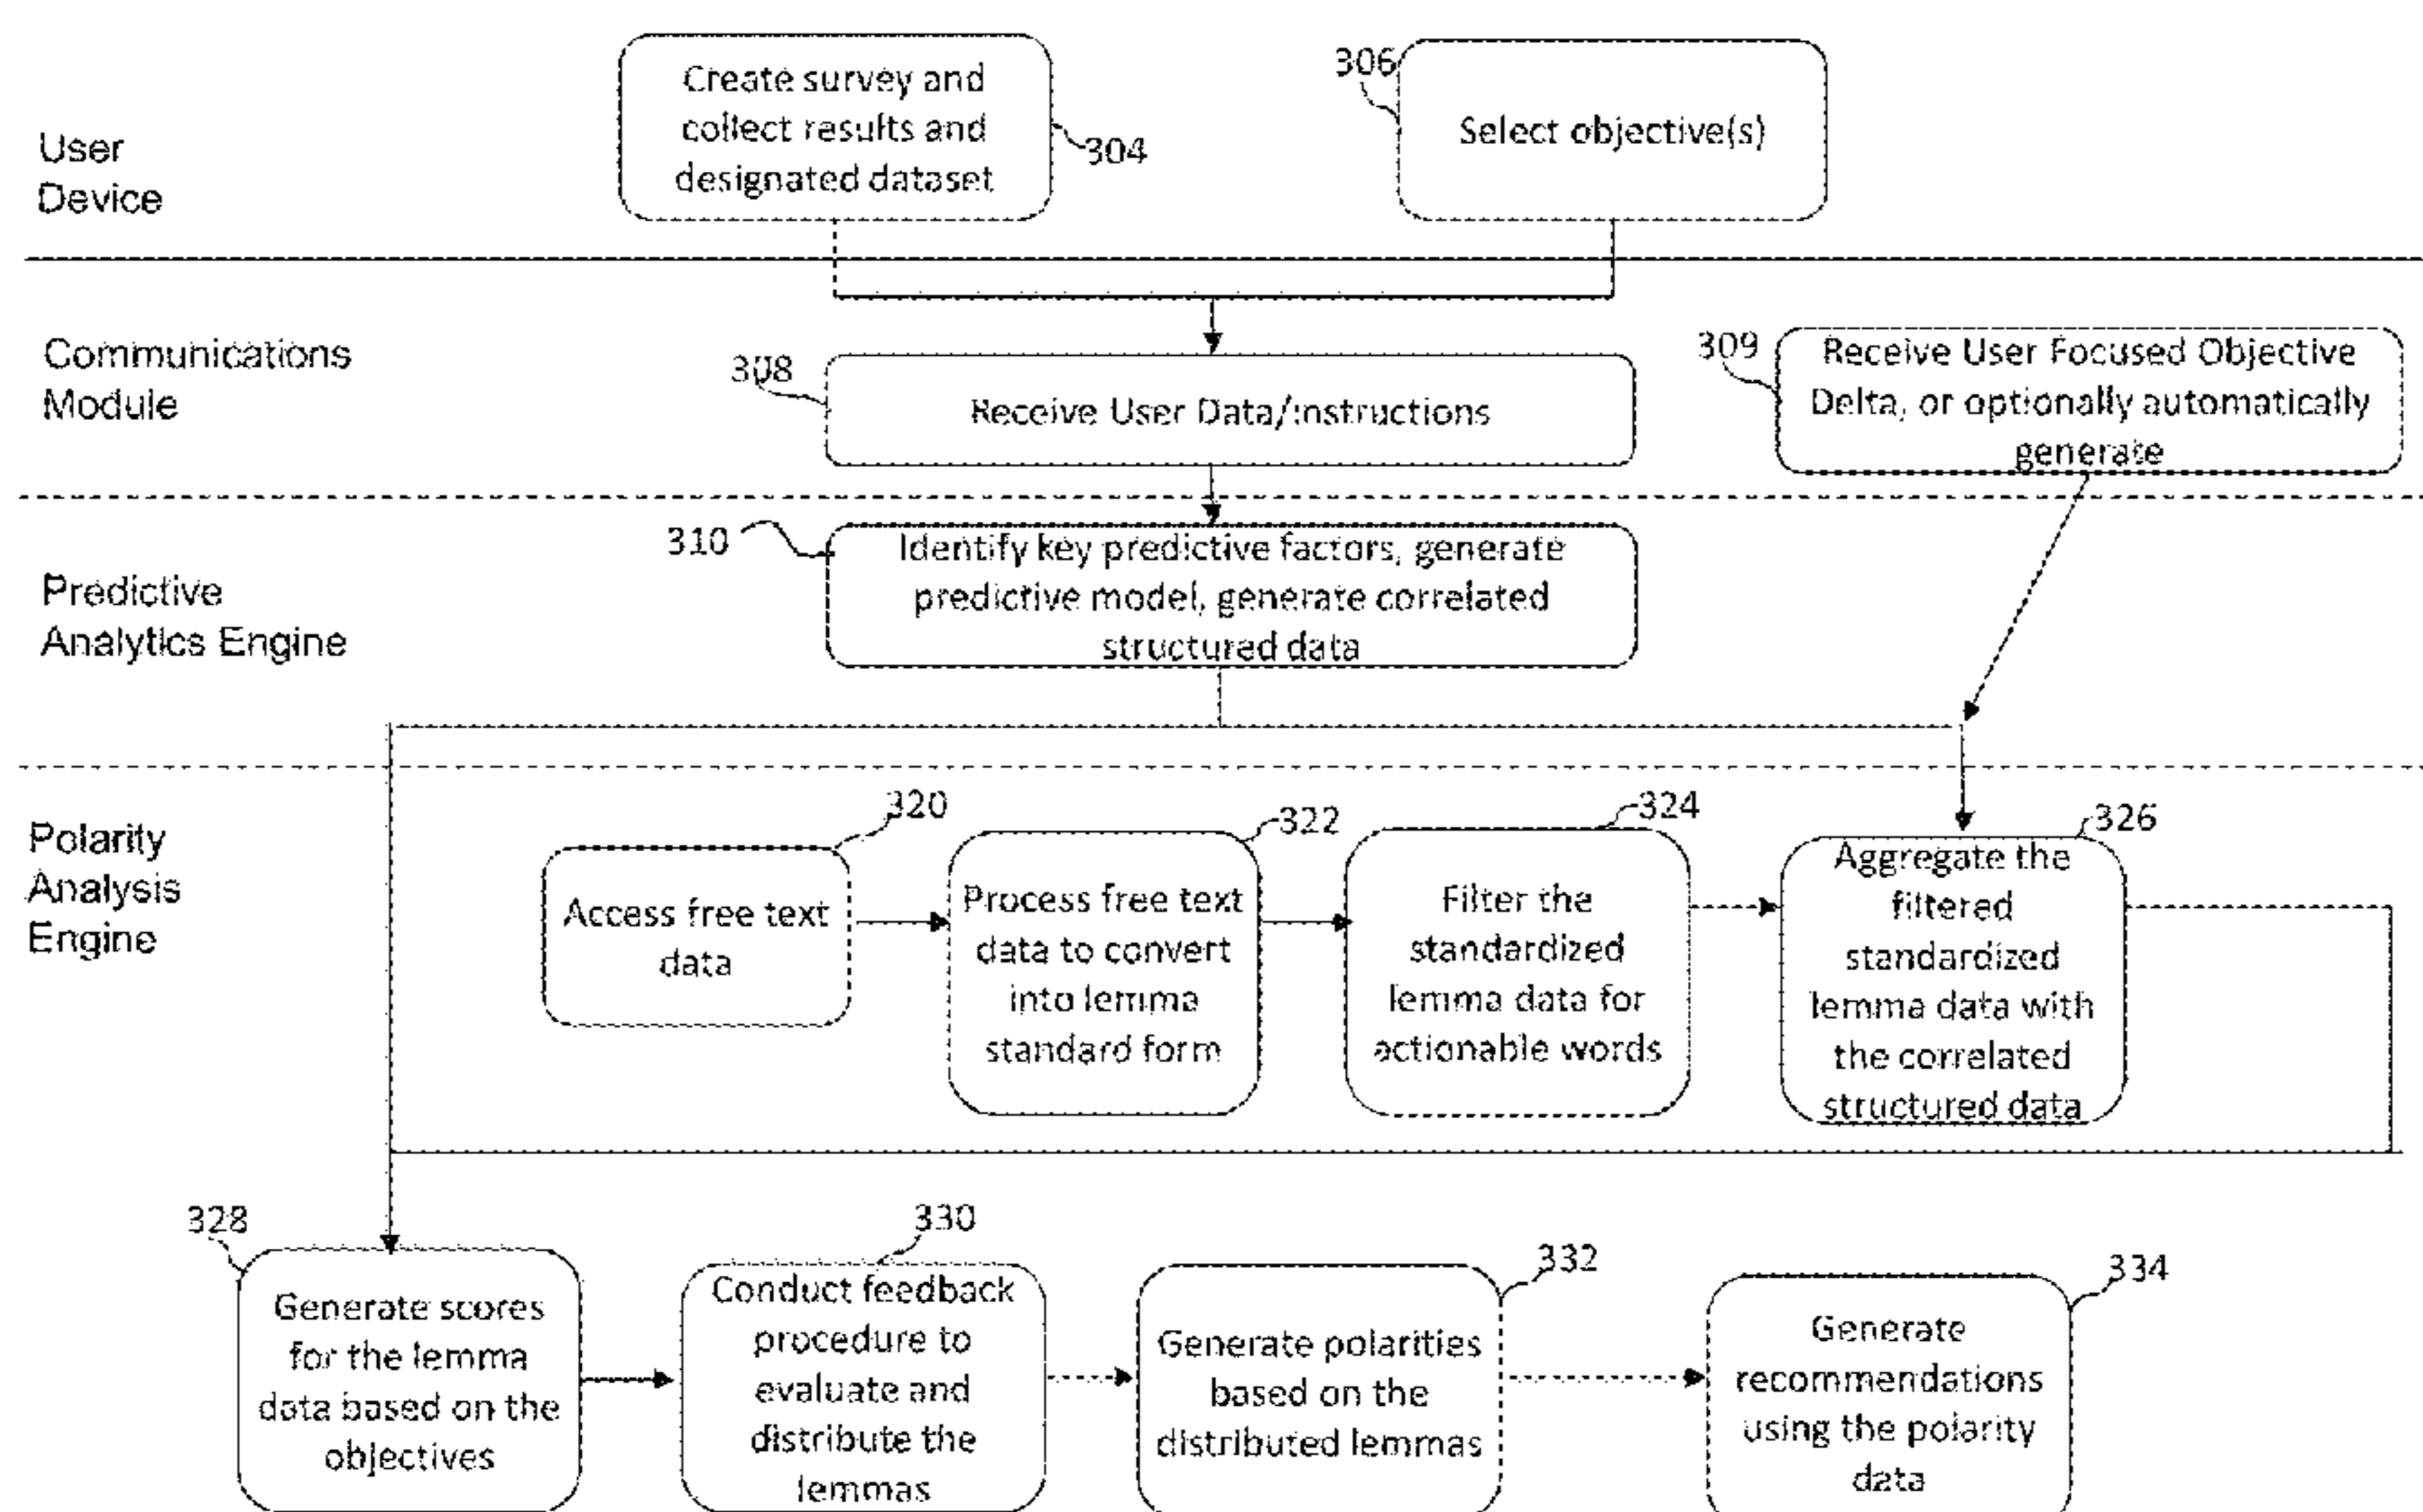 User
Device
Create survey and
collect results and
designated dataset
304
306
Select objective(s)
Communications
Module
308
Receive User Data/Instructions
309
Receive User Focused Objective
Delta, or optionally automatically
generate
Predictive
Analytics Engine
310
Identify key predictive factors, generate
predictive model, generate correlated
structured data
Polarity
Analysis
Engine
320
Access free text
data
322
Process free text
data to convert
into lemma
standard form
324
Filter the
standardized
lemma data for
actionable words
326
Aggregate the
filtered
standardized
lemma data with
the correlated
structured data
328
Generate scores
for the lemma
data based on the
objectives
330
Conduct feedback
procedure to
evaluate and
distribute the
lemmas
332
Generate polarities
based on the
distributed lemmas
334
Generate
recommendations
using the polarity
data